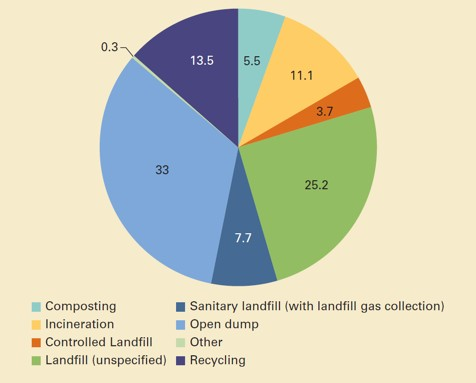 0.3
13.5
5.5
11.1
3.7
33
25.2
7.7
Composting
Incineration
Controlled Landfill
Landfill (unspecified)
Sanitary landfill (with landfill gas collection)
Open dump
Other
Recycling